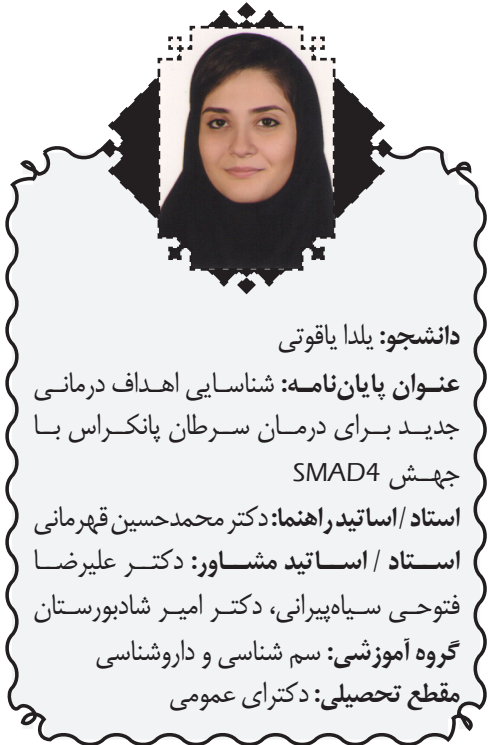 دانشجو: یلدا یاقوتی
عنوان پایان‌نامه: شناسایی اهداف درمانی
جدید برای درمان سرطان پانکراس با
جهش SMAD4
استاد /اساتید راهنما: دکتر محمدحسین قهرمانی
استاد / اساتید مشاور: دکتر علیرضا
فتوحی سیاه‌پیرانی، دکتر امیر شادبورستان
گروه آموزشی: سم شناسی و داروشناسی
مقطع تحصیلی: دکترای عمومی